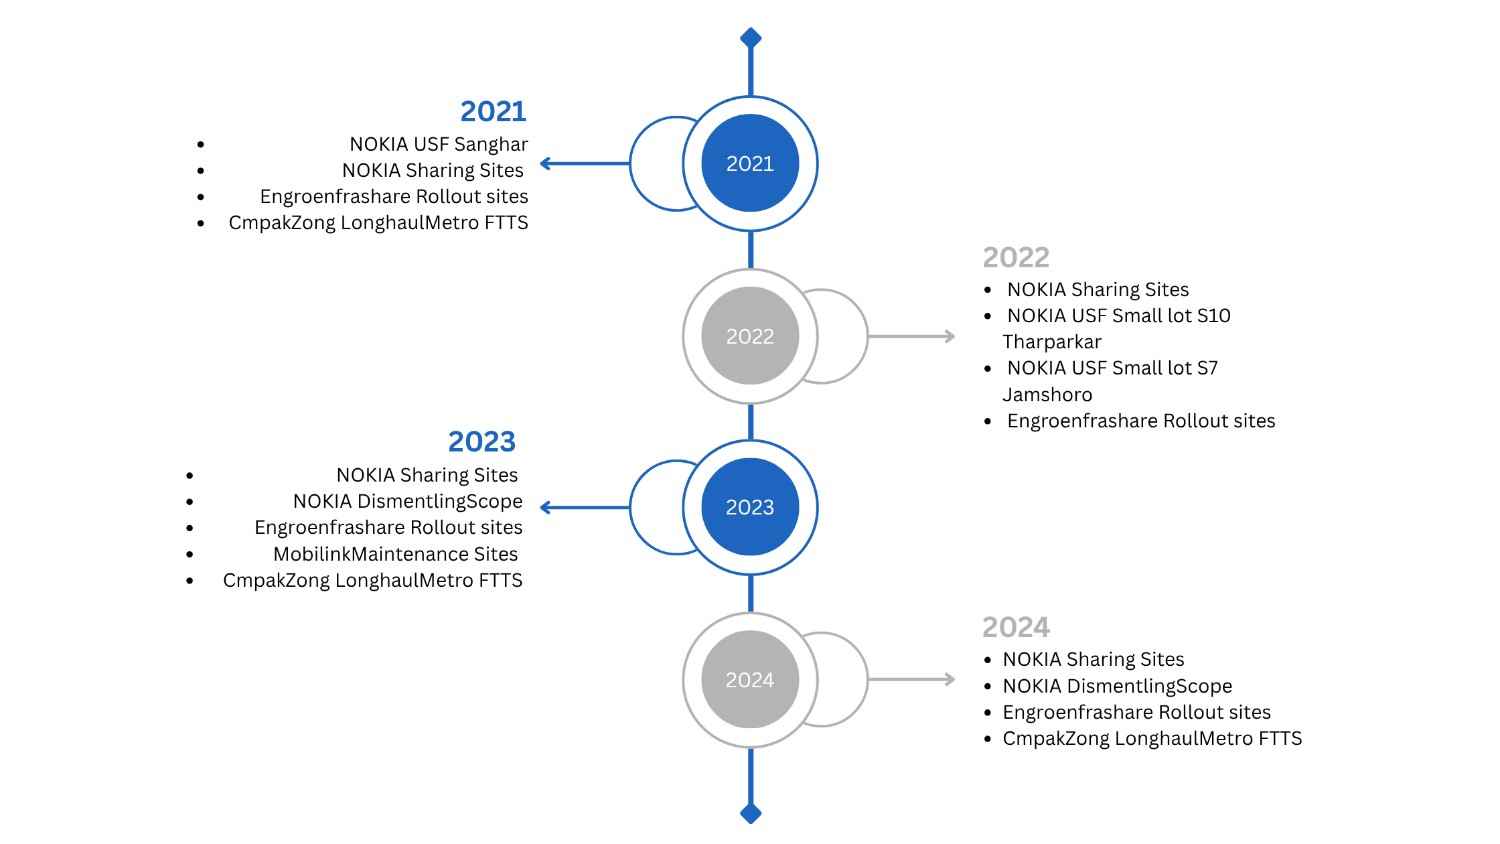 2021
• NOKIA USF Sanghar
• NOKIA Sharing Sites
• Engroenfrashare Rollout sites
• CmpakZong LonghaulMetro FTTS
2021
2022
• NOKIA Sharing Sites
• NOKIA USF Small lot S10
Tharparkar
• NOKIA USF Small lot S7
Jamshoro
• Engroenfrashare Rollout sites
2022
2023
• NOKIA Sharing Sites
• NOKIA DismentlingScope
• Engroenfrashare Rollout sites
• MobilinkMaintenance Sites
• CmpakZong LonghaulMetro FTTS
2023
2024
• NOKIA Sharing Sites
• NOKIA DismentlingScope
• Engroenfrashare Rollout sites
• CmpakZong LonghaulMetro FTTS
2024